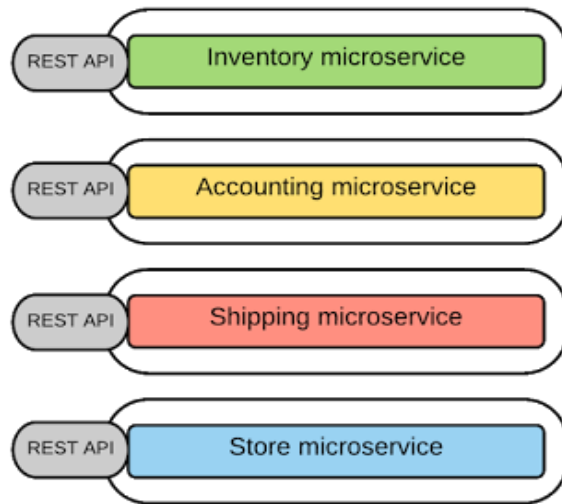 REST API
Inventory microservice
REST API
Accounting microservice
REST API
Shipping microservice
REST API
Store microservice